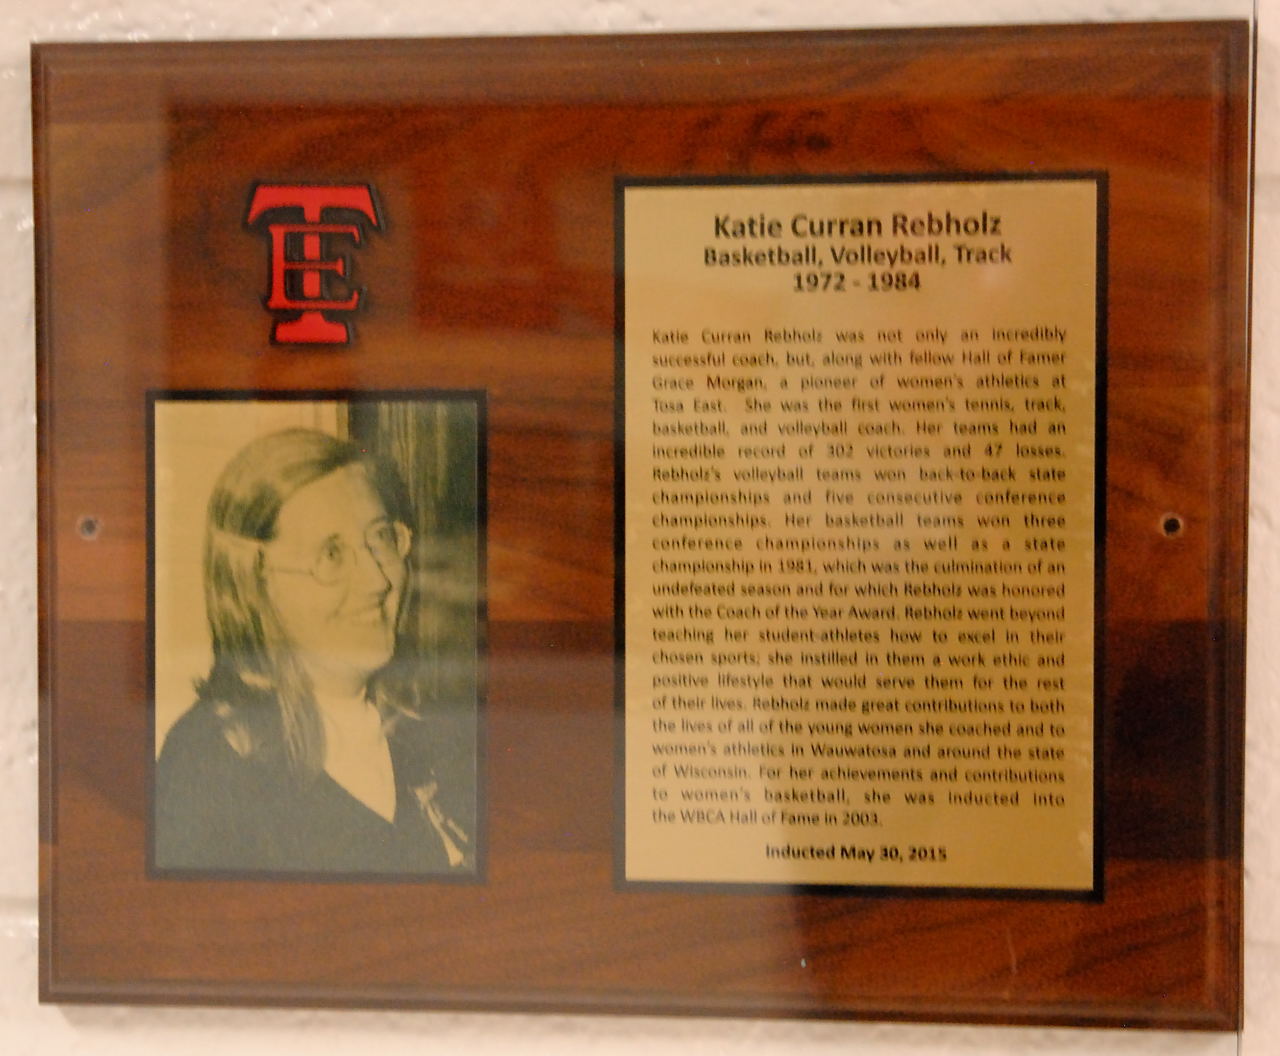 TE
Katie Curran Rebholz
Basketball, Volleyball, Track
1972 - 1984
Katie Curran Rebholz was not only an incredibly
successful coach, but, along with fellow Hall of Famer
Grace Morgan, a pioneer of women's athletics at
Tosa East. She was the first women's tennis, track,
basketball, and volleyball coach. Her teams had an
incredible record of 302 victories and 47 losses.
Rebholz's volleyball teams won back-to-back state
championships and five consecutive conference
championships. Her basketball teams won three
conference championships as well as a state
championship in 1981, which was the culmination of an
undefeated season and for which Rebholz was honored
with the Coach of the Year Award. Rebholz went beyond
teaching her student-athletes how to excel in their
chosen sports; she instilled in them a work ethic and
positive lifestyle that would serve them for the rest
of their lives. Rebholz made great contributions to both
the lives of all of the young women she coached and to
women's athletics in Wauwatosa and around the state
of Wisconsin. For her achievements and contributions
to women's basketball, she was inducted into
the WBCA Hall of Fame in 2003.
Inducted May 30, 2015